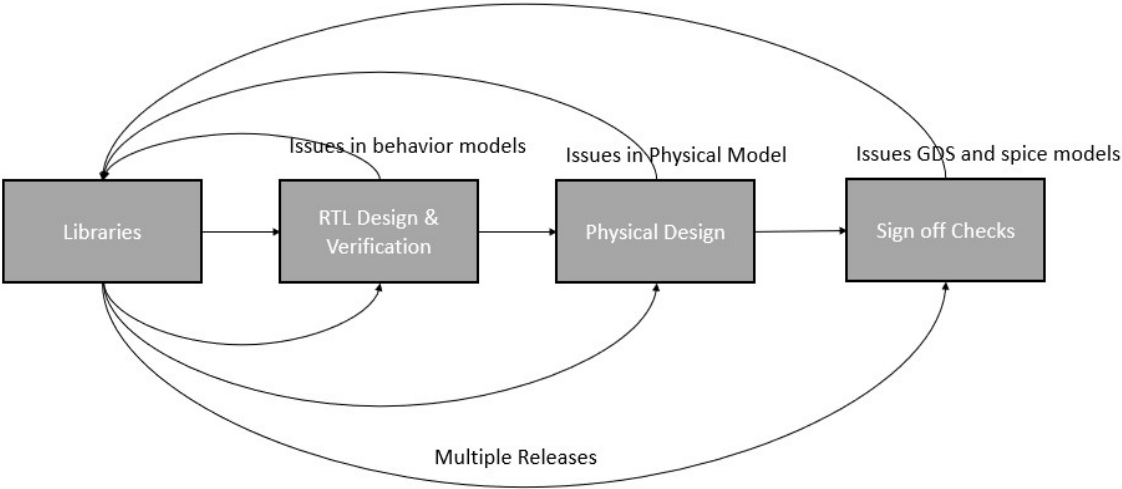 Issues in behavior models
Issues in Physical Model
Issues GDS and spice models
Libraries
RTL Design &
Verification
Physical Design
Sign off Checks
Multiple Releases